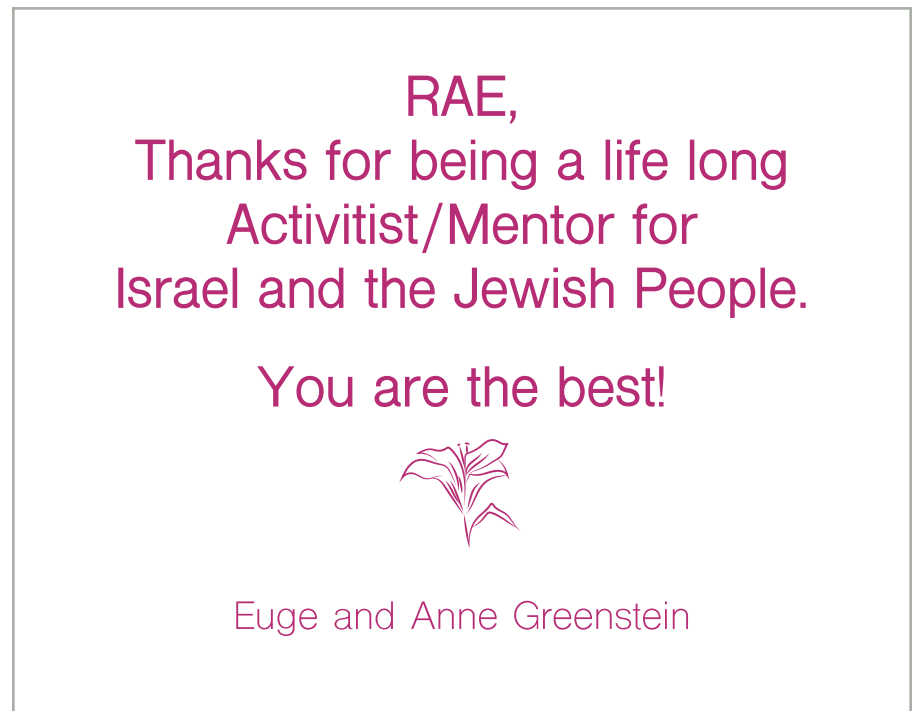 RAE,
Thanks for being a life long
Activitist/Mentor for
Israel and the Jewish People.
You are the best!
Euge and Anne Greenstein